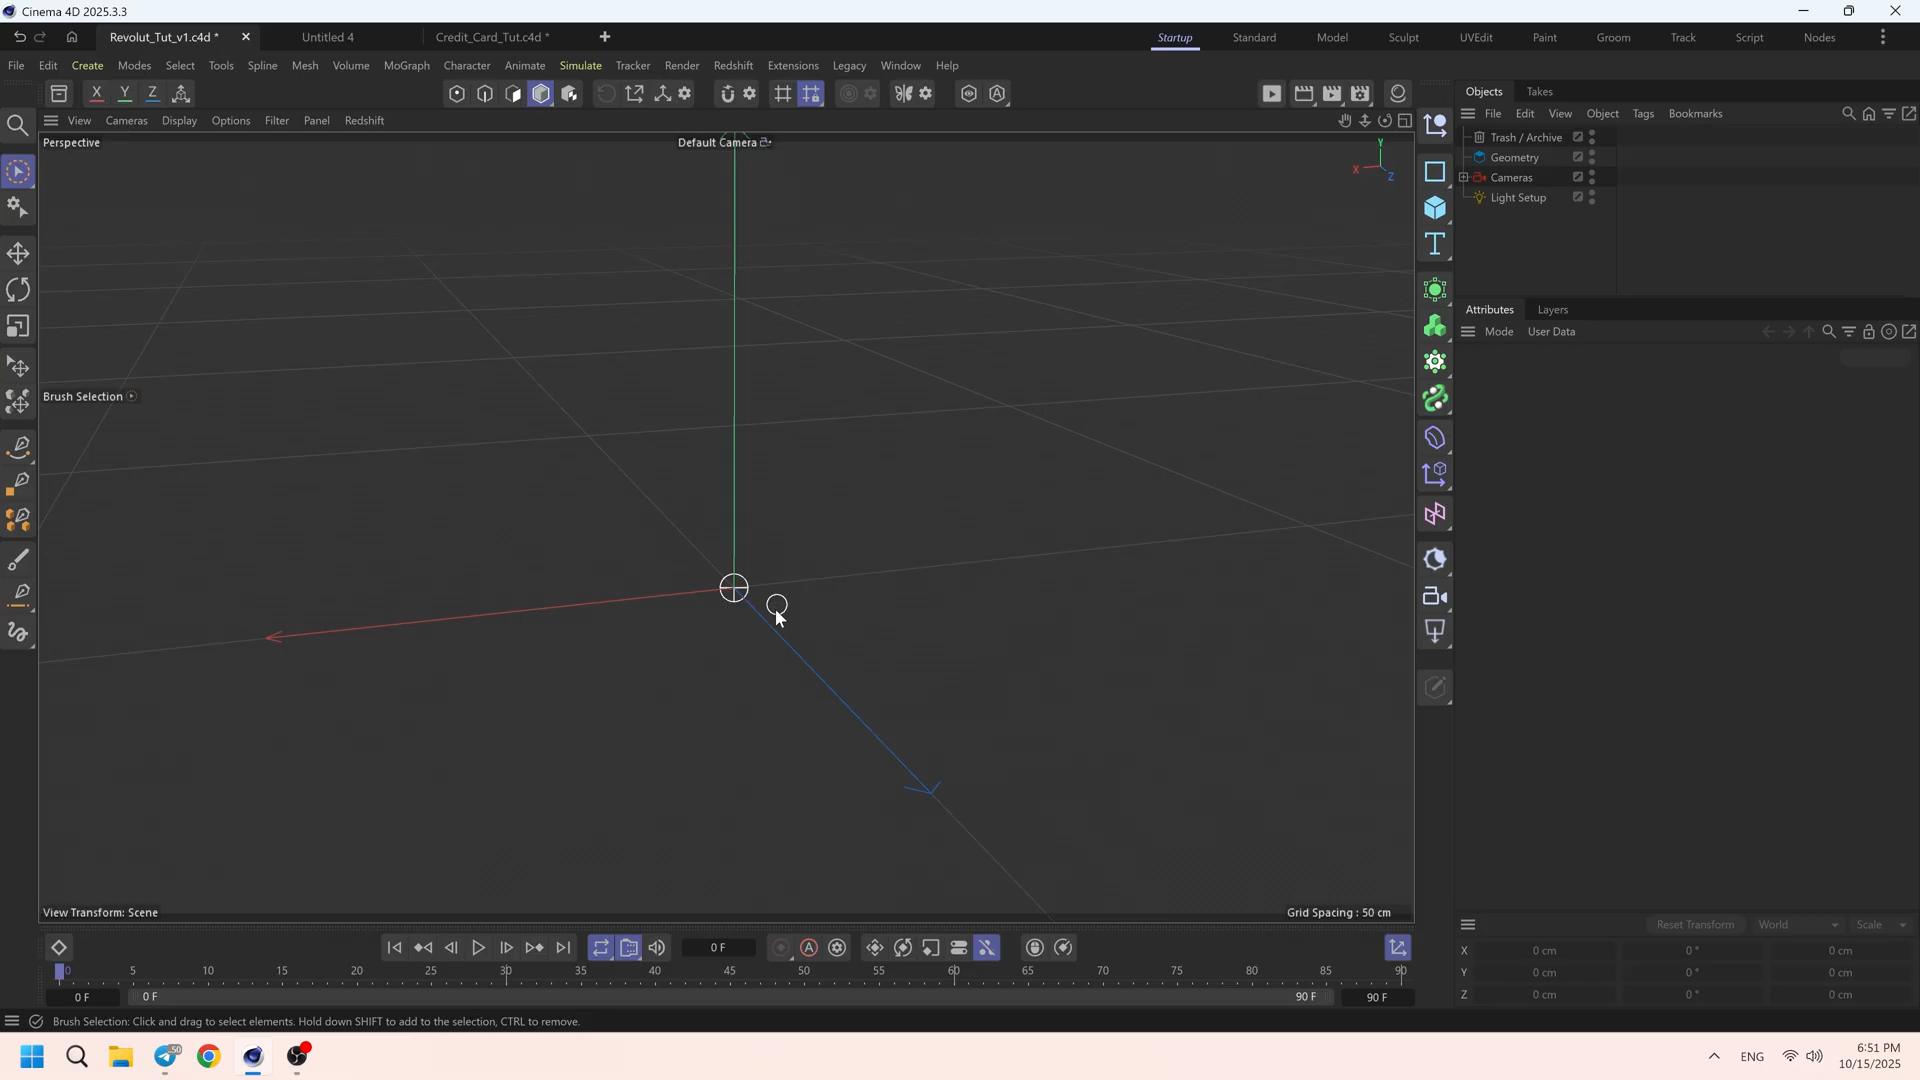 Cinema 4D 2025.3.3
Revolut_Tut_v1.c4d *
Untitled 4
Credit_Card_Tut.c4d *
Startup
Standard
Model
Sculpt
UVEdit
Paint
Groom
Track
Script
Nodes
File Edit Create Modes Select Tools Spline Mesh Volume MoGraph Character Animate Simulate Tracker Render Redshift Extensions Legacy Window Help
X Y Z
Objects Takes
File Edit View Object Tags Bookmarks
View Cameras Display Options Filter Panel Redshift
Perspective
Default Camera
Y
X
Z
Trash / Archive
Geometry
Cameras
Light Setup
Attributes Layers
Mode User Data
Brush Selection
View Transform: Scene
Grid Spacing : 50 cm
Reset Transform World Scale
0 F
X 0 cm 0 ° 0 cm
Y 0 cm 0 ° 0 cm
Z 0 cm 0 ° 0 cm
0 5 10 15 20 25 30 35 40 45 50 55 60 65 70 75 80 85 90
0 F 0 F 90 F 90 F
Brush Selection: Click and drag to select elements. Hold down SHIFT to add to the selection, CTRL to remove.
50
ENG
6:51 PM
10/15/2025